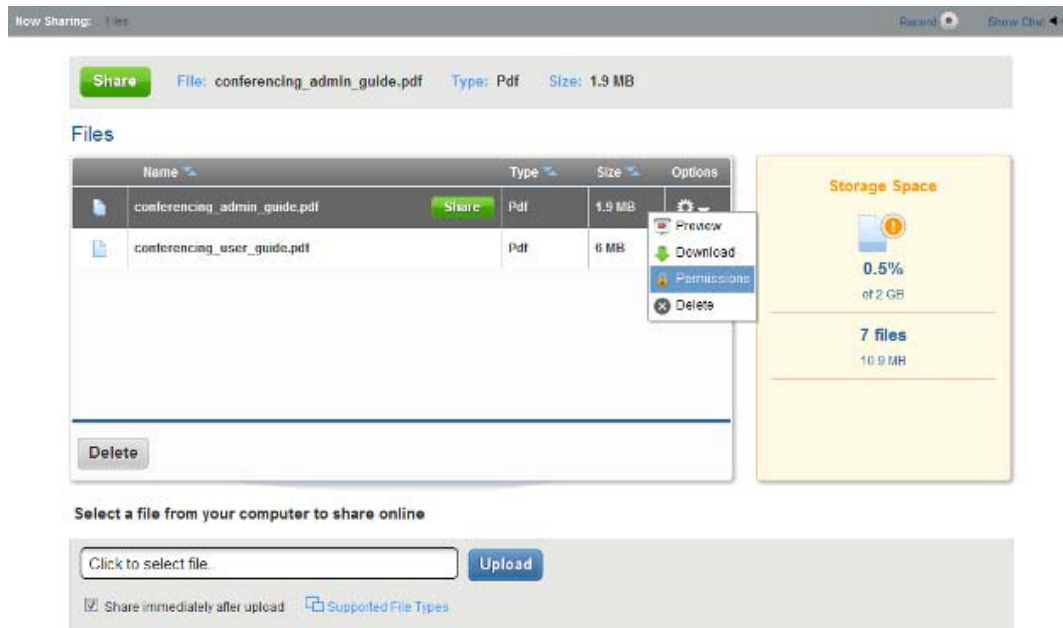 Now Sharing: Files Record Show Chat
Share File: conferencing_admin_guide.pdf Type: Pdf Size: 1.9 MB
Files
Name Type Size Options
conferencing_admin_guide.pdf Share Pdf 1.9 MB
conferencing_user_guide.pdf Pdf 6 MB
Preview
Download
Permissions
Delete
Storage Space
0.5%
of 2 GB
7 files
10.9 MB
Delete
Select a file from your computer to share online
Click to select file.. Upload
Share immediately after upload Supported File Types